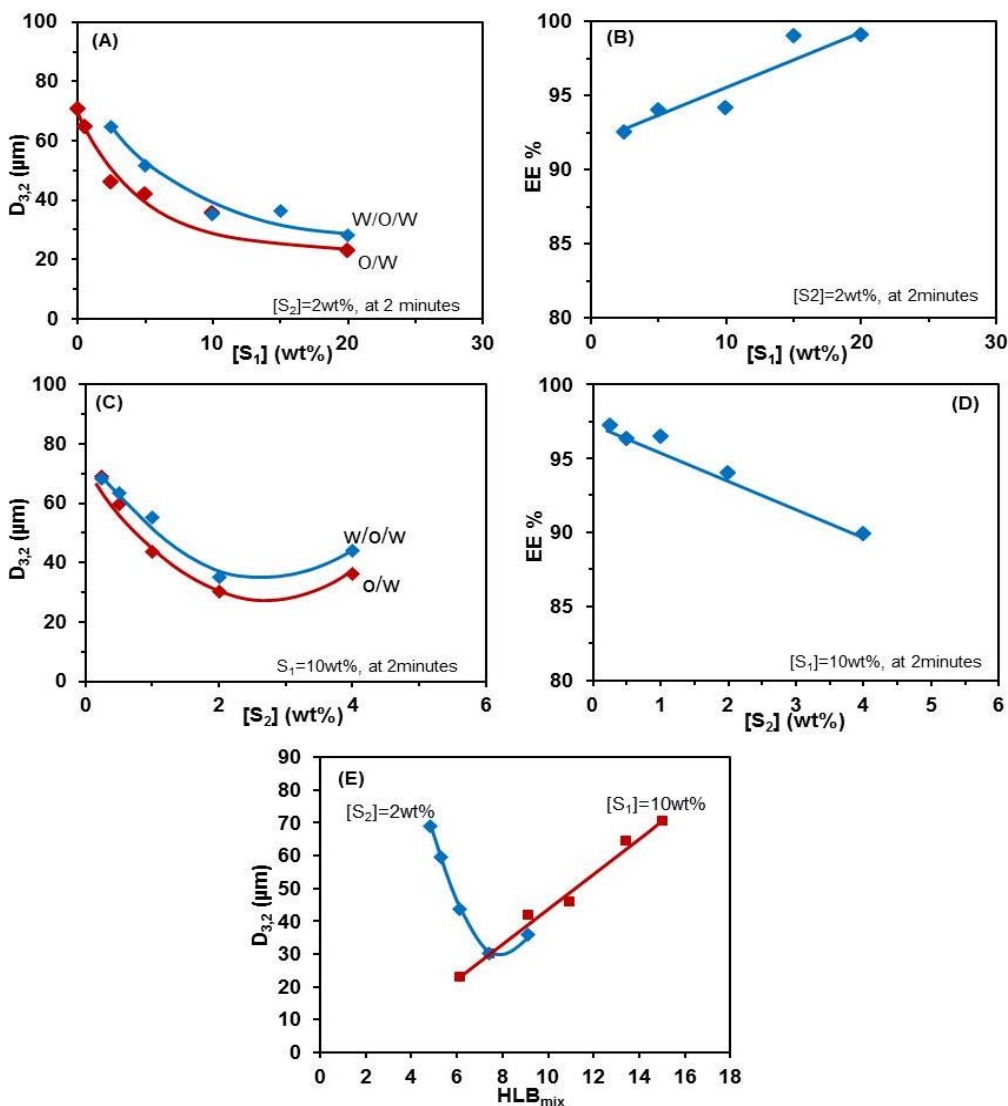 (A)
100
80
60
40
20
0
D3,2 (µm)
W/O/W
O/W
[S2]=2wt%, at 2 minutes
0 10 20 30
[S1] (wt%)
(B)
100
95
90
85
80
EE %
[S2]=2wt%, at 2minutes
0 10 20 30
[S1] (wt%)
(C)
100
80
60
40
20
0
D3,2 (µm)
w/o/w
o/w
S1=10wt%, at 2minutes
0 2 4 6
[S2] (wt%)
(D)
100
95
90
85
80
EE %
[S1]=10wt%, at 2minutes
0 1 2 3 4 5 6
[S2] (wt%)
(E)
90
80
70
60
50
40
30
20
10
0
D3,2 (µm)
[S2]=2wt%
[S1]=10wt%
0 2 4 6 8 10 12 14 16 18
HLBmix